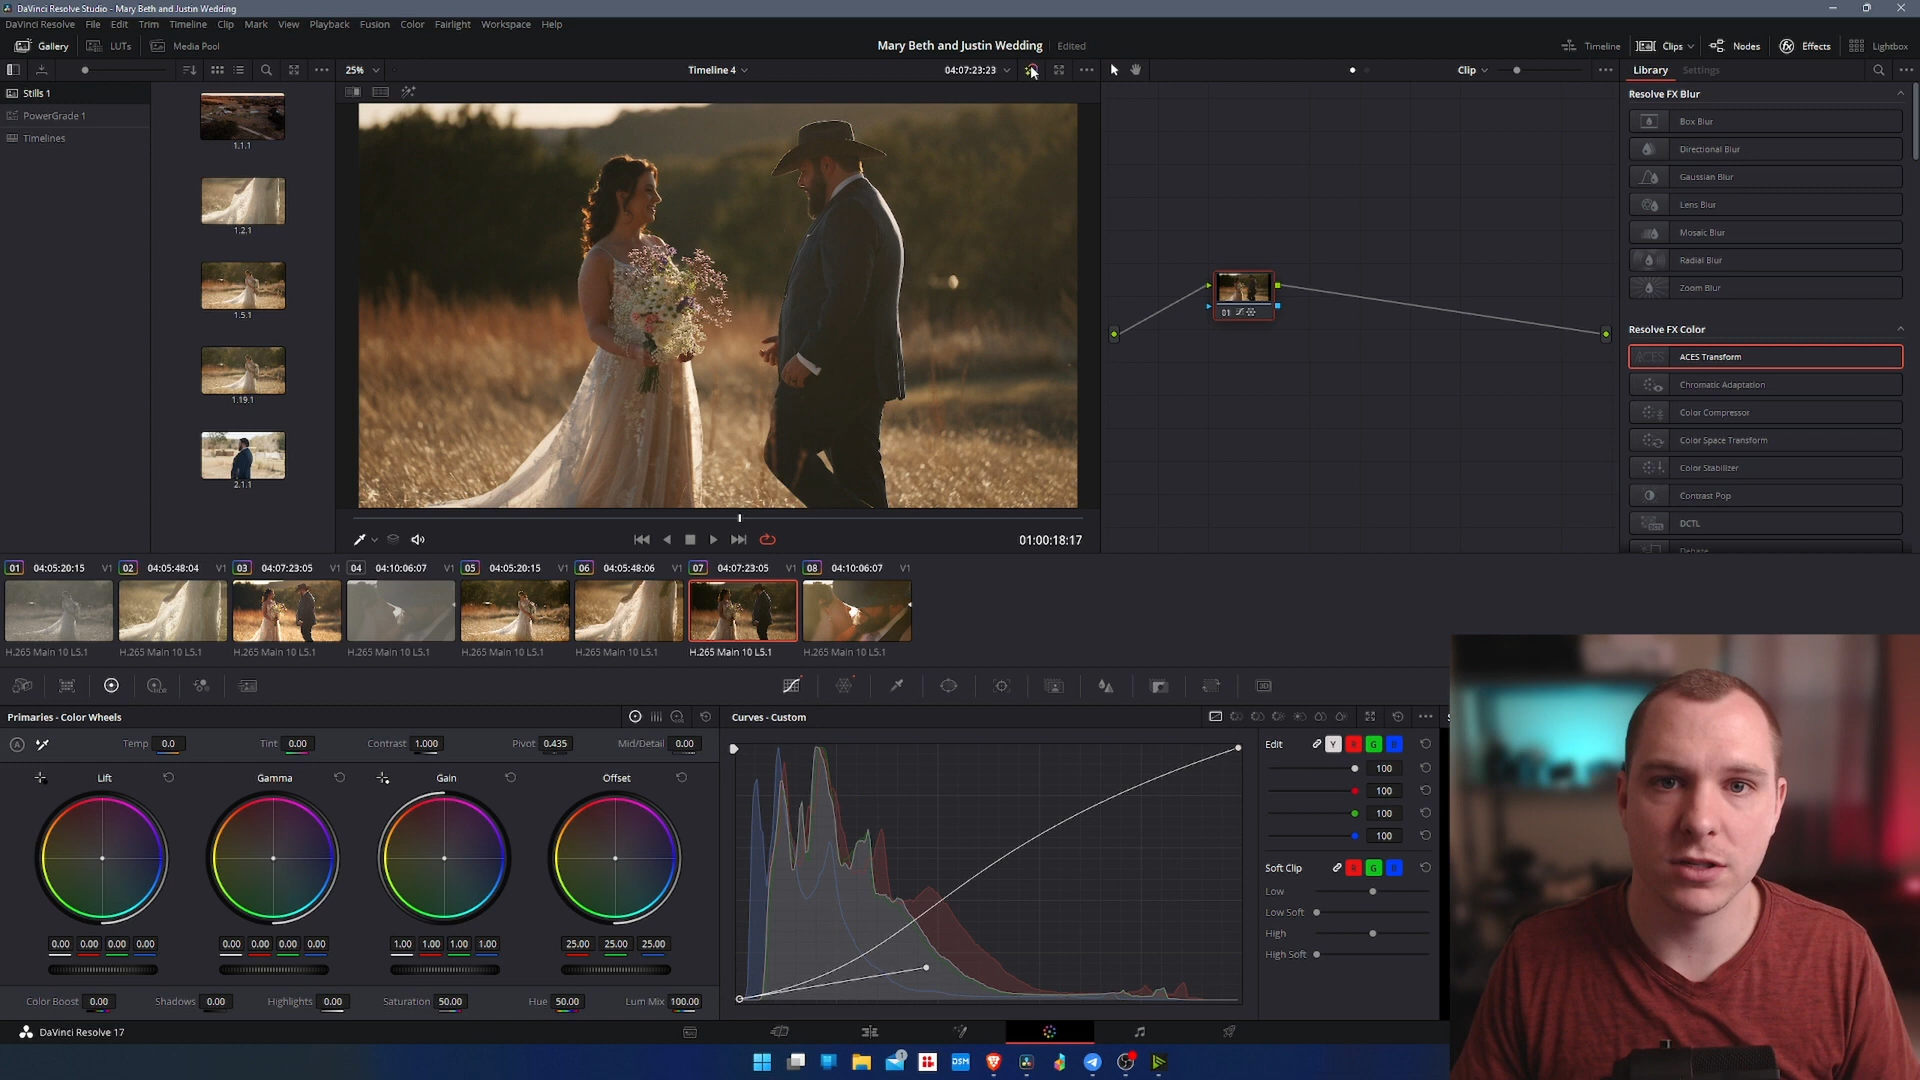 DaVinci Resolve Studio - Mary Beth and Justin Wedding
DaVinci Resolve File Edit Trim Timeline Clip Mark View Playback Fusion Color Fairlight Workspace Help
Gallery LUTs Media Pool Mary Beth and Justin Wedding Edited Timeline Clips Nodes Effects Lightbox
25% Timeline 4 04:07:23:23 Clip Library Settings
Stills 1
PowerGrade 1
Timelines
1.1.1
1.2.1
1.5.1
1.19.1
2.1.1
01
Resolve FX Blur
Box Blur
Directional Blur
Gaussian Blur
Lens Blur
Mosaic Blur
Radial Blur
Zoom Blur
Resolve FX Color
ACES ACES Transform
Chromatic Adaptation
Color Compressor
Color Space Transform
Color Stabilizer
Contrast Pop
DCTL DCTL
01:00:18:17
01 04:05:20:15 V1 02 04:05:48:04 V1 03 04:07:23:05 V1 04 04:10:06:07 V1 05 04:05:20:15 V1 06 04:05:48:06 V1 07 04:07:23:05 V1 08 04:10:06:07 V1
H.265 Main 10 L5.1 H.265 Main 10 L5.1 H.265 Main 10 L5.1 H.265 Main 10 L5.1 H.265 Main 10 L5.1 H.265 Main 10 L5.1 H.265 Main 10 L5.1 H.265 Main 10 L5.1
HDR 3D
Primaries - Color Wheels Curves - Custom
A Temp 0.0 Tint 0.00 Contrast 1.000 Pivot 0.435 Mid/Detail 0.00
Lift Gamma Gain Offset
0.00 0.00 0.00 0.00 0.00 0.00 0.00 0.00 1.00 1.00 1.00 1.00 25.00 25.00 25.00
Color Boost 0.00 Shadows 0.00 Highlights 0.00 Saturation 50.00 Hue 50.00 Lum Mix 100.00
Edit Y R G B
100
100
100
100
Soft Clip R G B
Low
Low Soft
High
High Soft
DaVinci Resolve 17
1 DSM